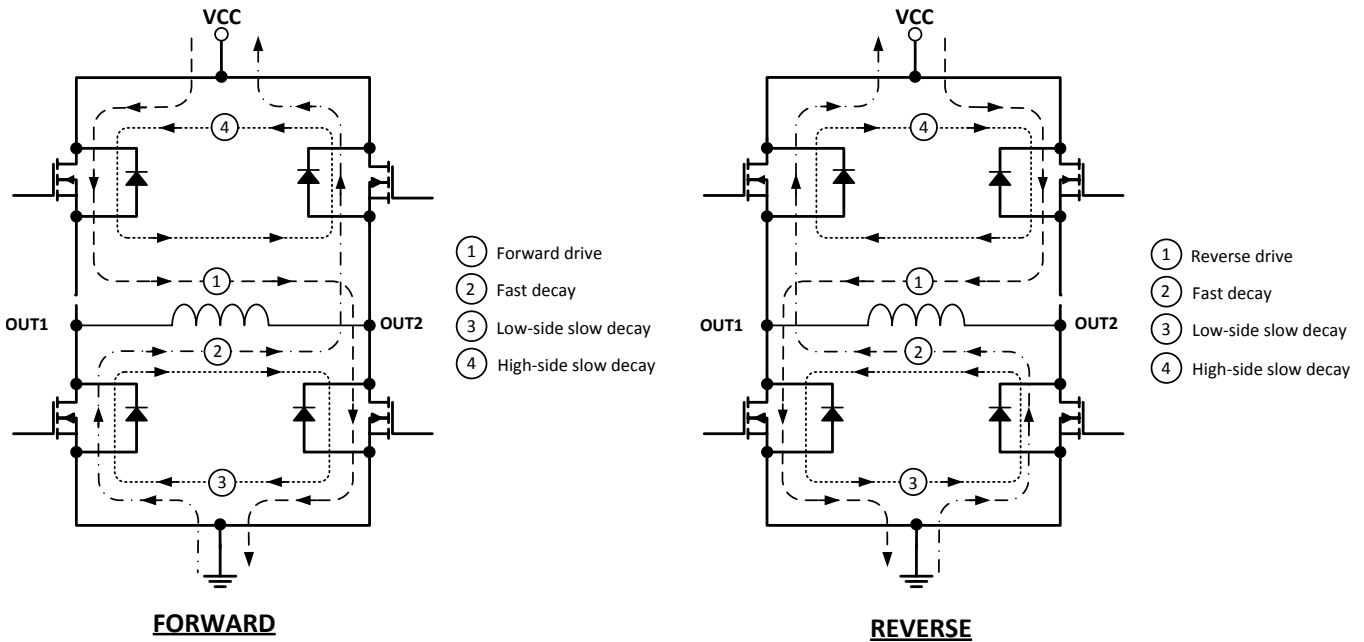 VCC
4
1
OUT1
OUT2
2
3
1 Forward drive
2 Fast decay
3 Low-side slow decay
4 High-side slow decay
FORWARD
VCC
4
1
OUT1
OUT2
2
3
1 Reverse drive
2 Fast decay
3 Low-side slow decay
4 High-side slow decay
REVERSE